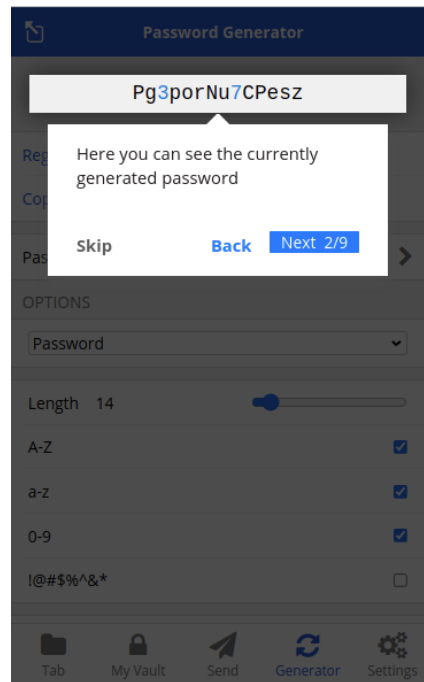 Password Generator
Pg3porNu7CPesz
Here you can see the currently
generated password
Skip Back Next 2/9
OPTIONS
Password
Length 14
A-Z
a-z
0-9
!@#$%^&*
Tab My Vault Send Generator Settings